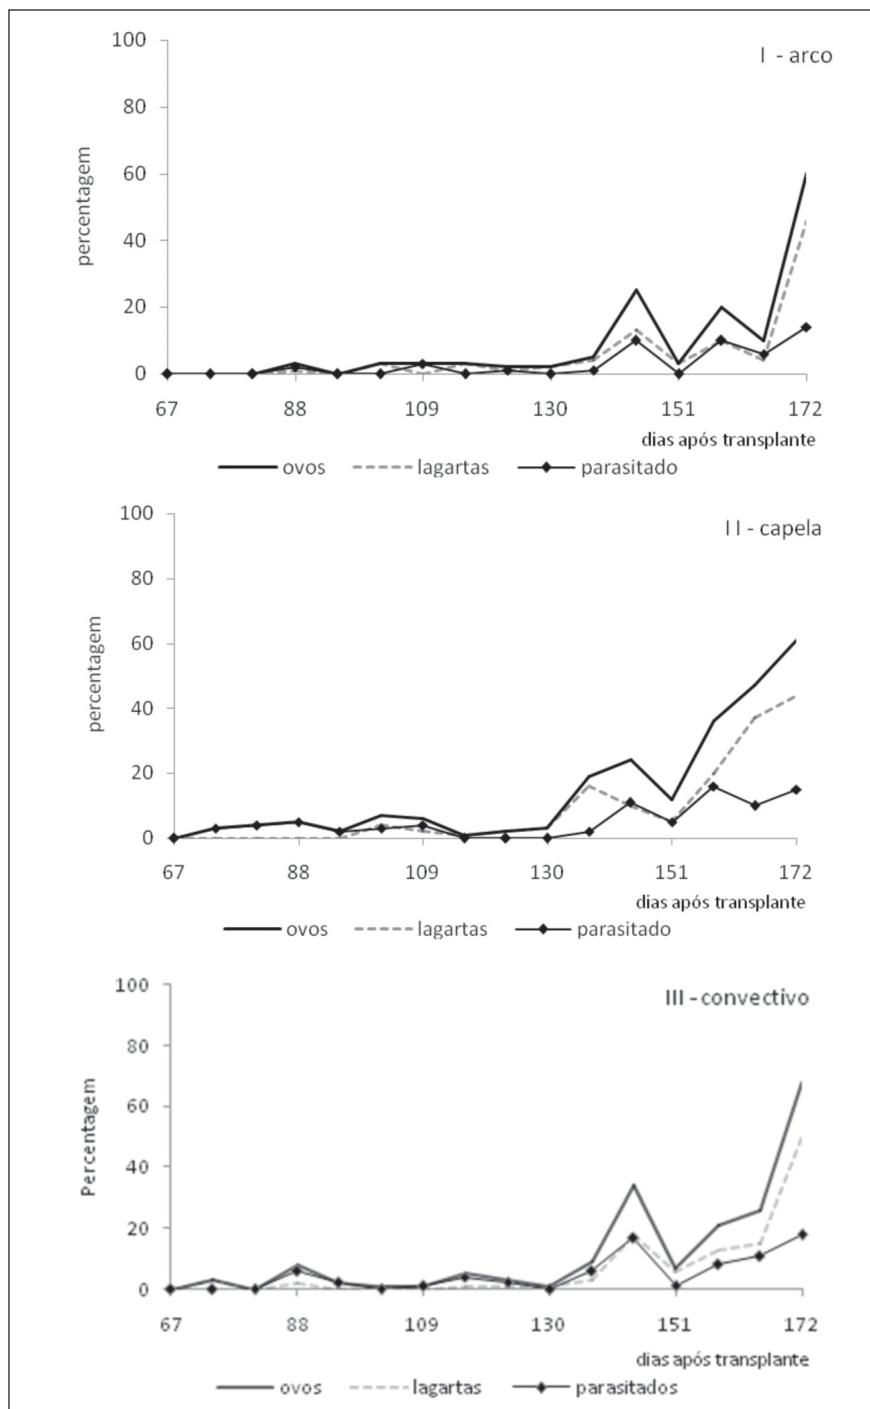 I - arco
percentagem
100
80
60
40
20
0
67 88 109 130 151 172
dias após transplante
ovos lagartas parasitado
II - capela
percentagem
100
80
60
40
20
0
67 88 109 130 151 172
dias após transplante
ovos lagartas parasitado
III - convectivo
Percentagem
100
80
60
40
20
0
67 88 109 130 151 172
dias após transplante
ovos lagartas parasitados